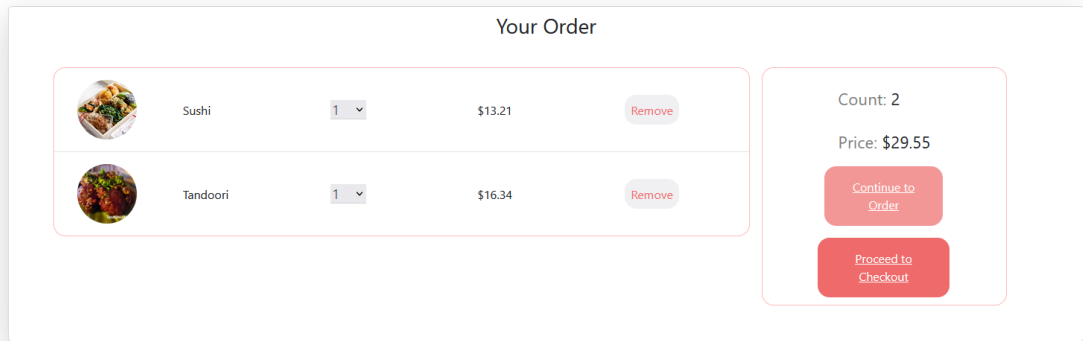 Your Order
Sushi 1 $13.21 Remove
Tandoori 1 $16.34 Remove
Count: 2
Price: $29.55
Continue to
Order
Proceed to
Checkout